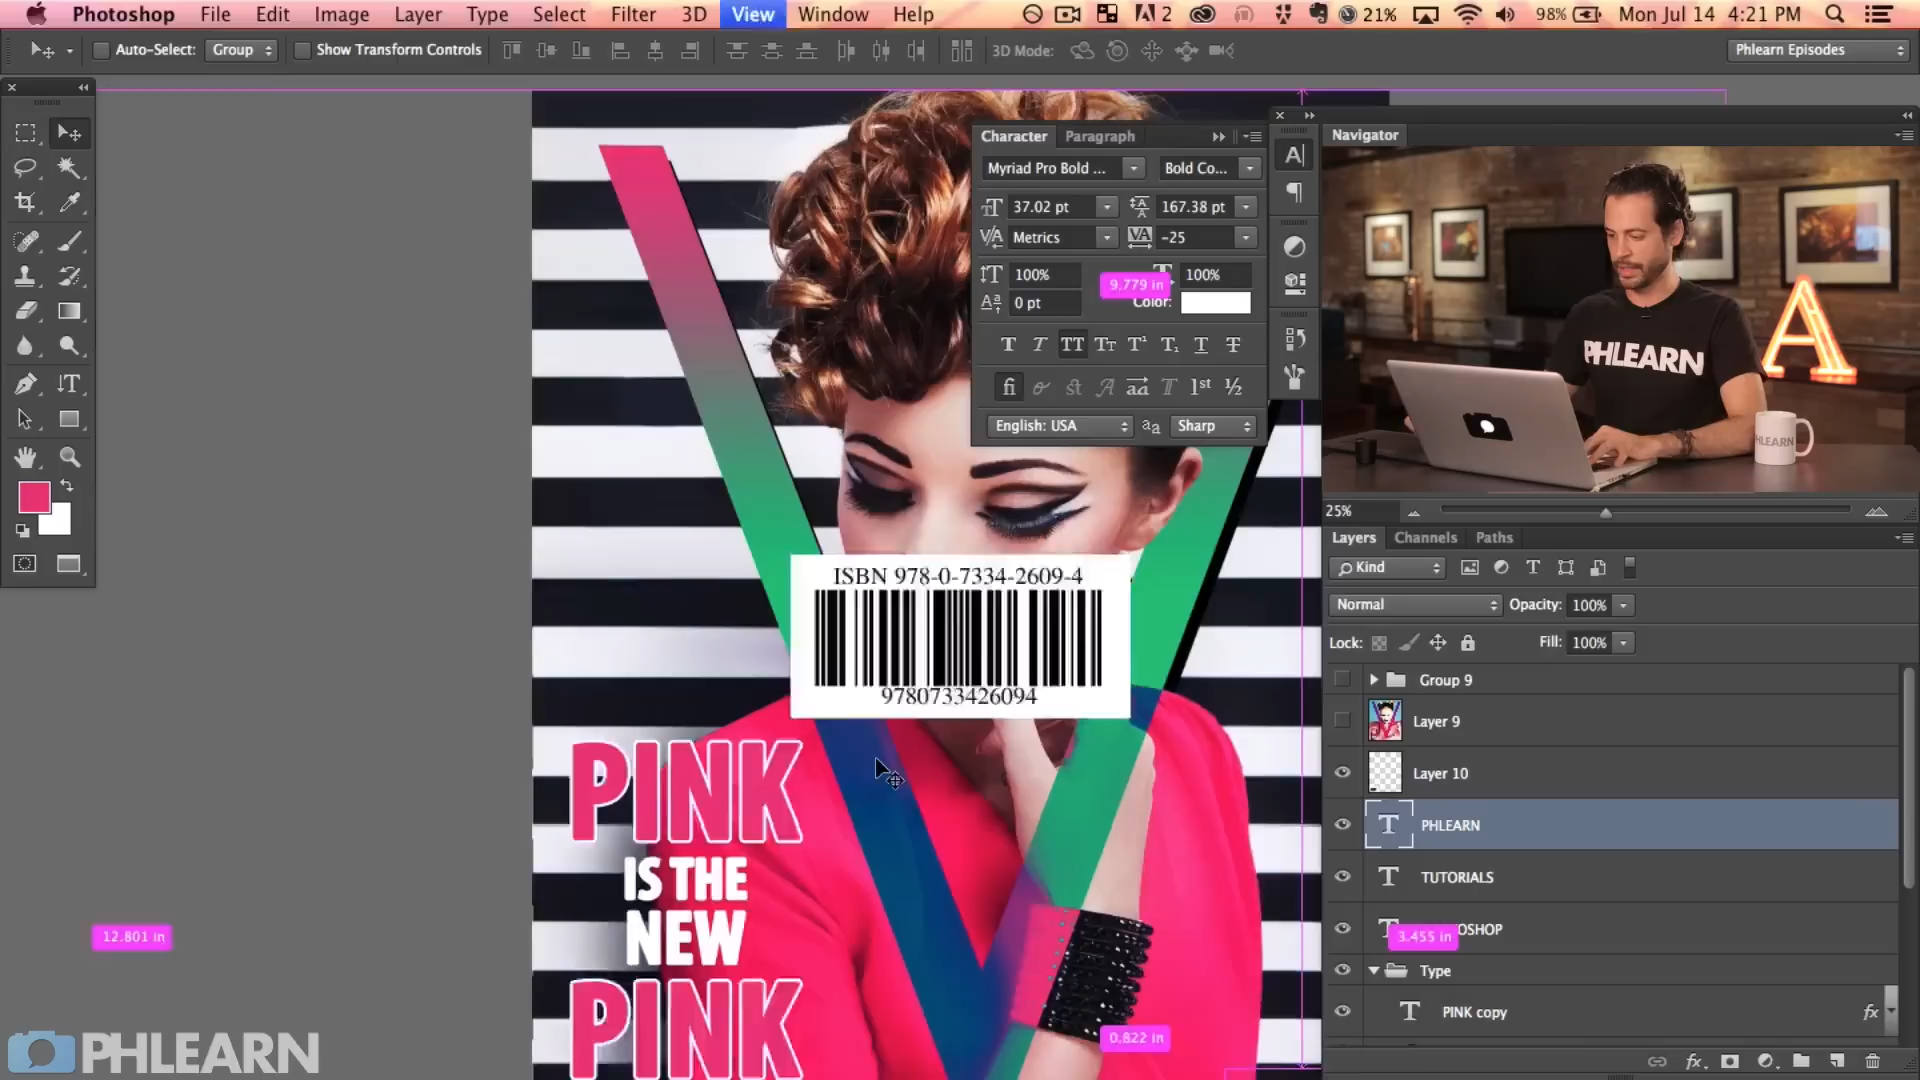 Photoshop File Edit Image Layer Type Select Filter 3D View Window Help 2 21% 98% Mon Jul 14 4:21 PM
Auto-Select: Group Show Transform Controls 3D Mode: Phlearn Episodes
Character Paragraph
Myriad Pro Bold ... Bold Co...
37.02 pt 167.38 pt
Metrics -25
100% 100%
9.779 in
0 pt Color:
English: USA Sharp
Navigator
PHLEARN
PHLEARN
A
25%
Layers Channels Paths
Kind
Normal Opacity: 100%
Lock: Fill: 100%
Group 9
Layer 9
Layer 10
PHLEARN
TUTORIALS
OSHOP
3.455 in
Type
PINK copy fx
ISBN 978-0-7334-2609-4
9780733426094
PINK
IS THE
NEW
PINK
12.801 in
0.822 in
PHLEARN